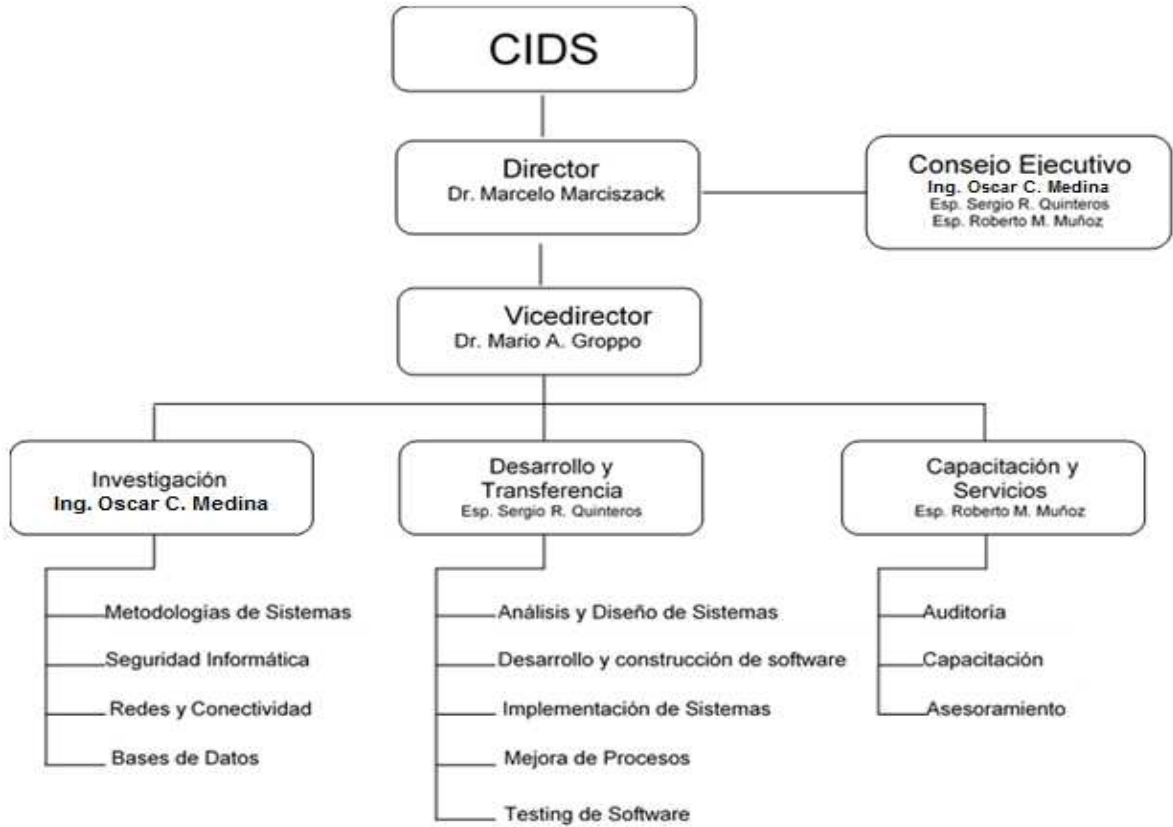 CIDS
Director
Dr. Marcelo Marciszack
Consejo Ejecutivo
Ing. Oscar C. Medina
Esp. Sergio R. Quinteros
Esp. Roberto M. Muñoz
Vicedirector
Dr. Mario A. Groppo
Investigación
Ing. Oscar C. Medina
Metodologías de Sistemas
Seguridad Informática
Redes y Conectividad
Bases de Datos
Desarrollo y
Transferencia
Esp. Sergio R. Quinteros
Análisis y Diseño de Sistemas
Desarrollo y construcción de software
Implementación de Sistemas
Mejora de Procesos
Testing de Software
Capacitación y
Servicios
Esp. Roberto M. Muñoz
Auditoría
Capacitación
Asesoramiento